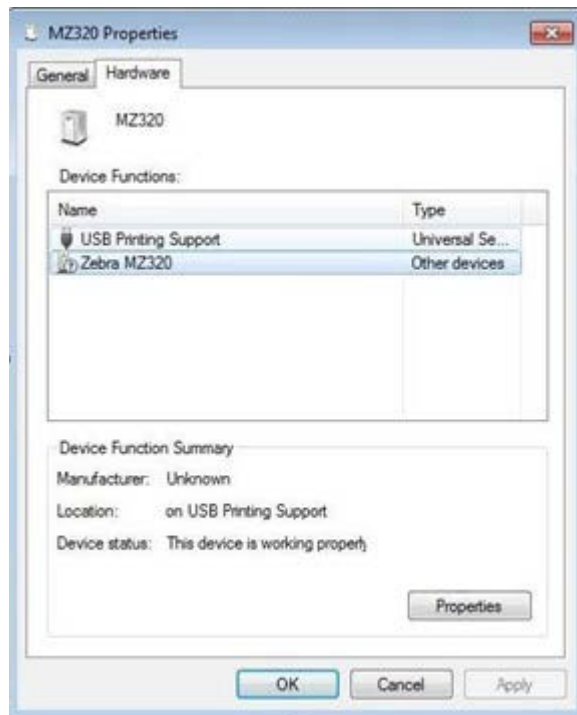 MZ320 Properties
General Hardware
MZ320
Device Functions:
Name Type
USB Printing Support Universal Se...
Zebra MZ320 Other devices
Device Function Summary
Manufacturer: Unknown
Location: on USB Printing Support
Device status: This device is working properly
Properties
OK Cancel Apply